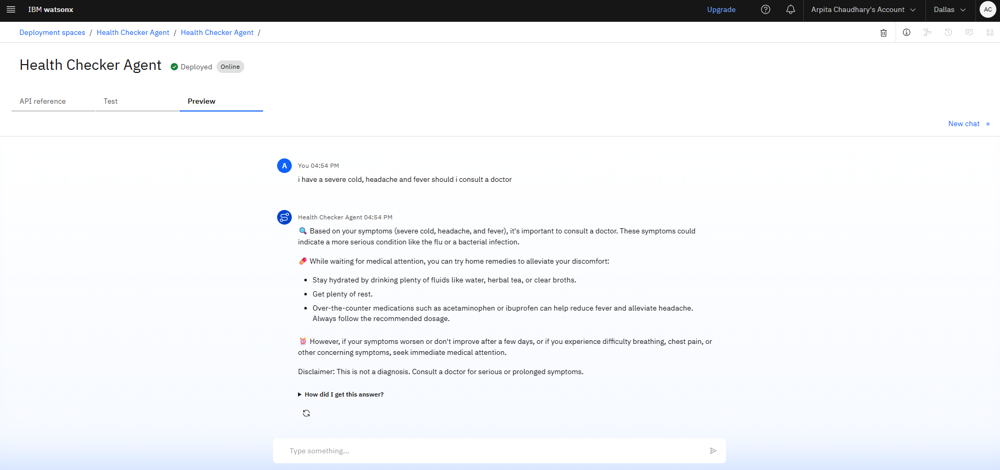 IBM watsonx
Upgrade
Arpita Chaudhary's Account
Dallas
AC
Deployment spaces / Health Checker Agent / Health Checker Agent /
Health Checker Agent
Deployed
Online
API reference
Test
Preview
New chat +
A
You 04:54 PM
i have a severe cold, headache and fever should i consult a doctor
Health Checker Agent 04:54 PM
🔍 Based on your symptoms (severe cold, headache, and fever), it's important to consult a doctor. These symptoms could
indicate a more serious condition like the flu or a bacterial infection.
💊 While waiting for medical attention, you can try home remedies to alleviate your discomfort:
• Stay hydrated by drinking plenty of fluids like water, herbal tea, or clear broths.
• Get plenty of rest.
• Over-the-counter medications such as acetaminophen or ibuprofen can help reduce fever and alleviate headache.
Always follow the recommended dosage.
⏰ However, if your symptoms worsen or don't improve after a few days, or if you experience difficulty breathing, chest pain, or
other concerning symptoms, seek immediate medical attention.
Disclaimer: This is not a diagnosis. Consult a doctor for serious or prolonged symptoms.
How did I get this answer?
Type something...